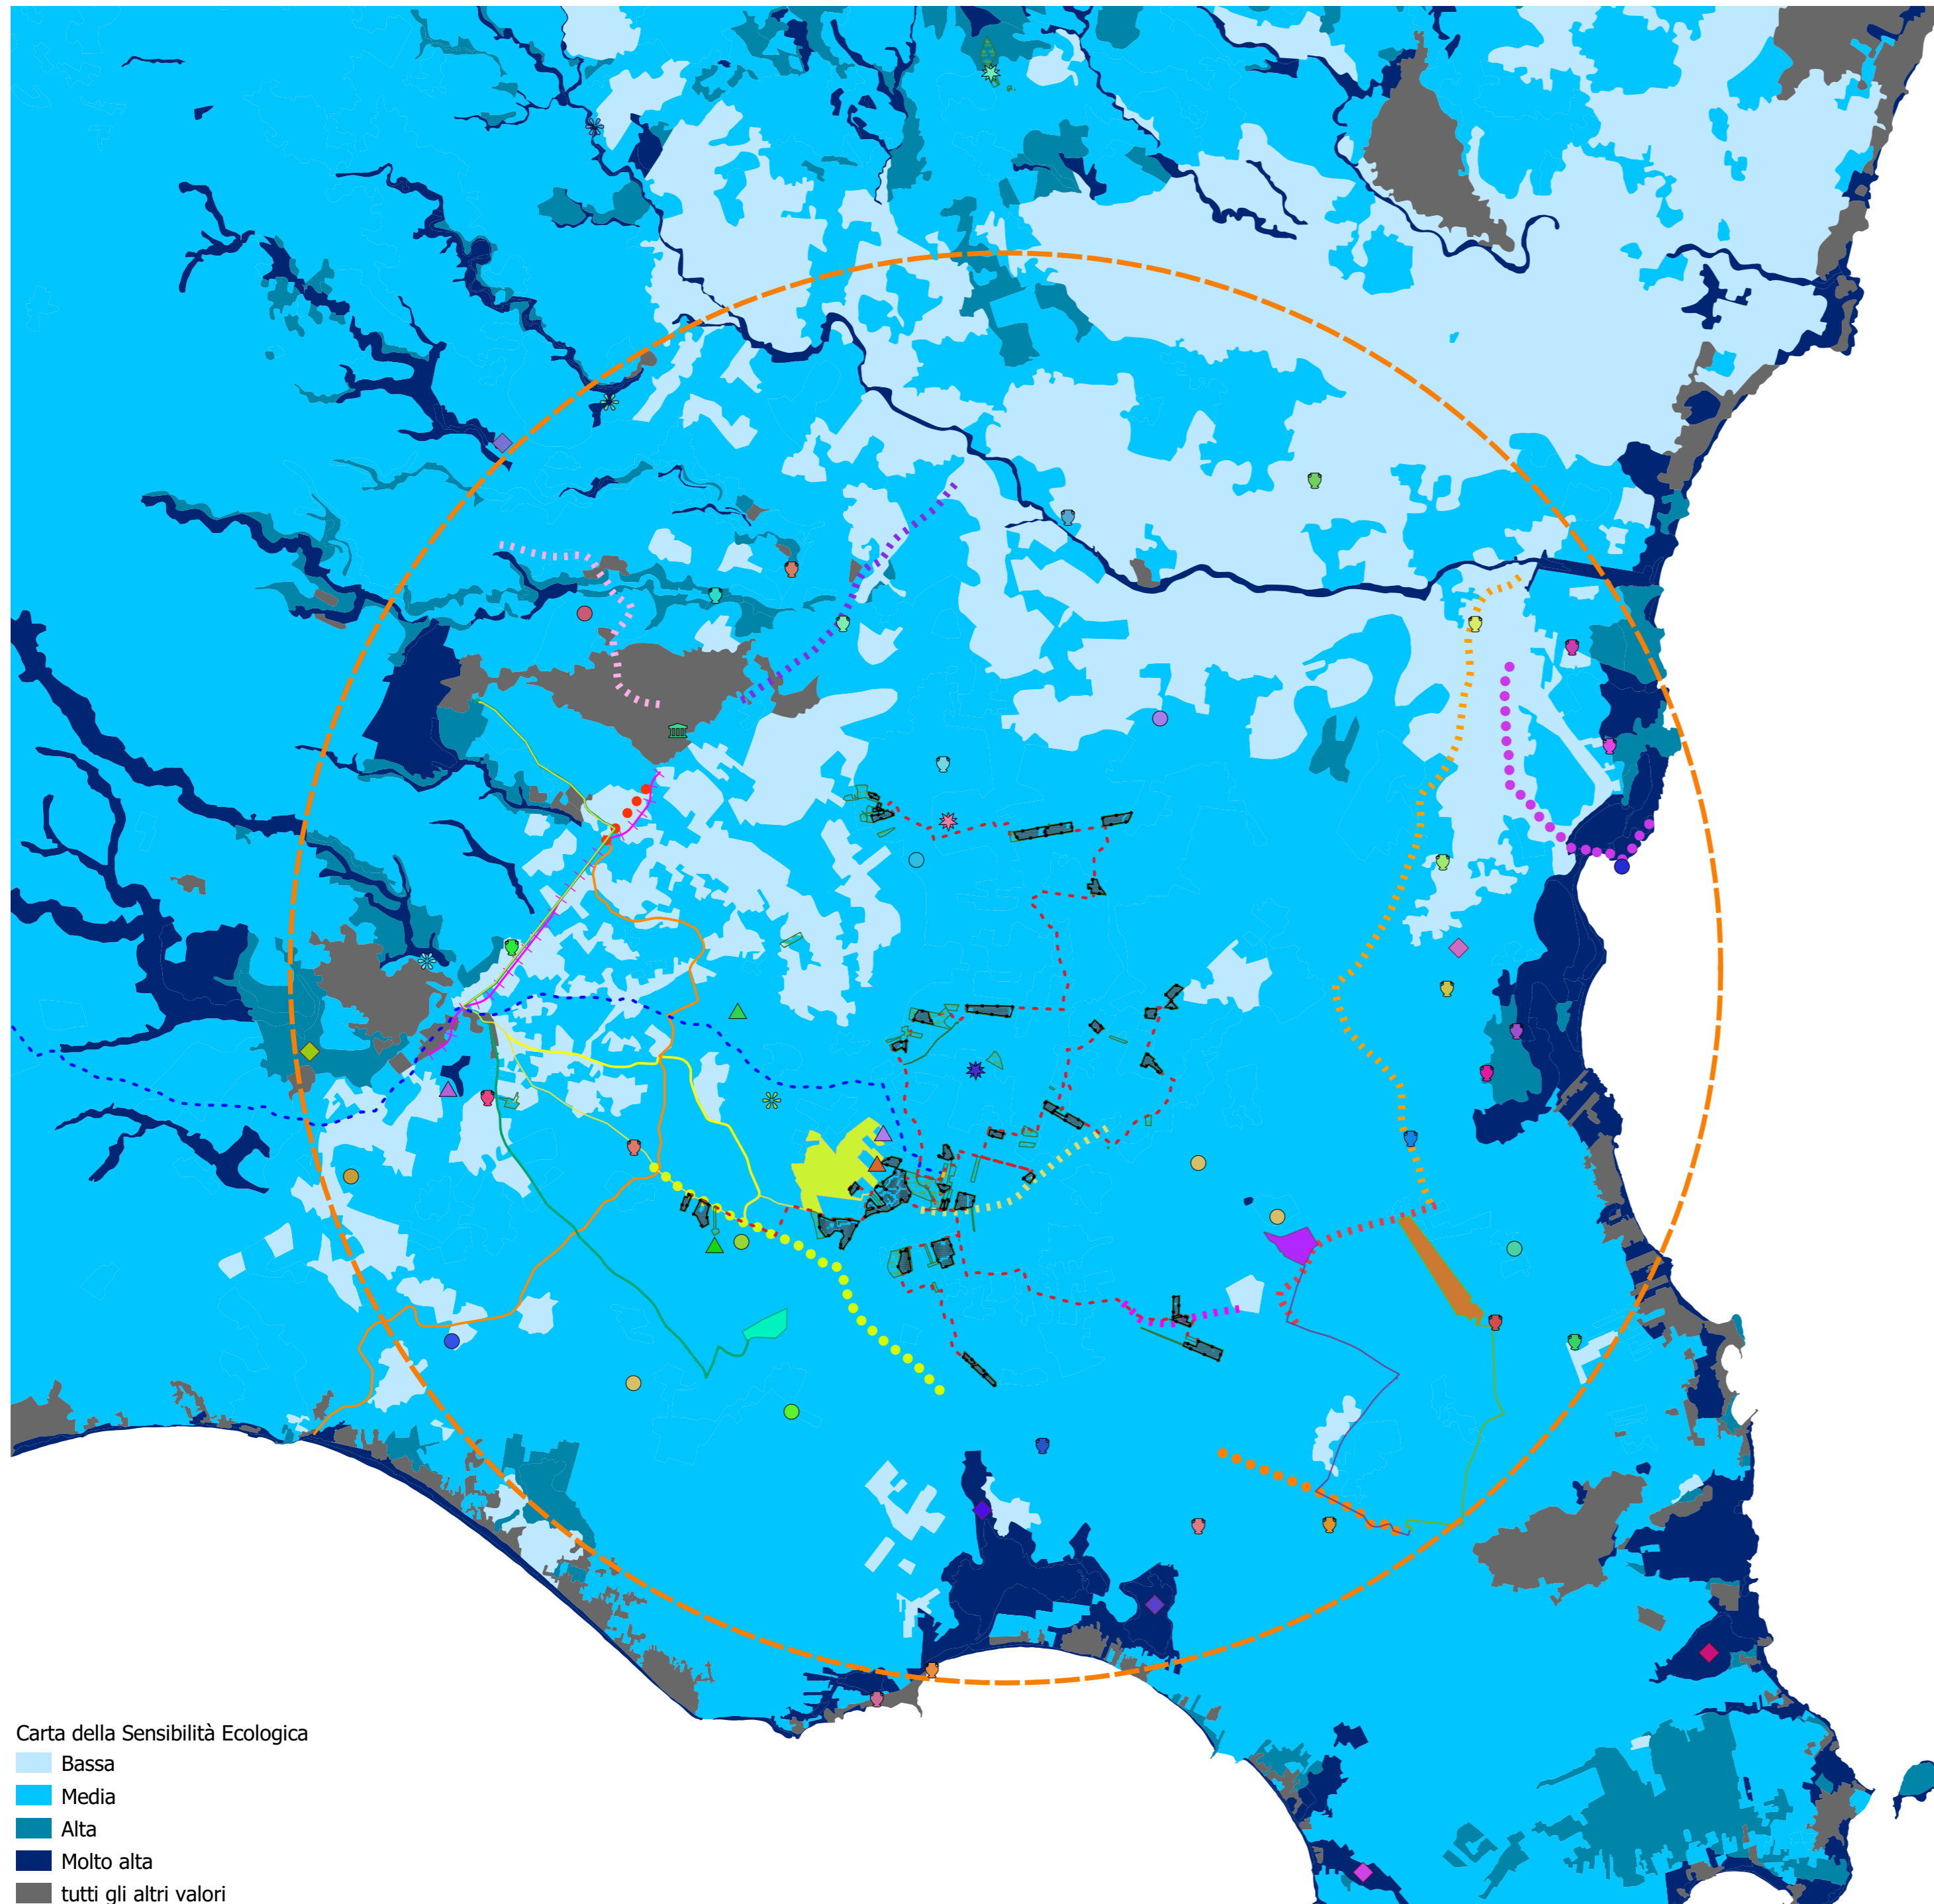 Carta della Sensibilità Ecologica
Bassa
Media
Alta
Molto alta
tutti gli altri valori